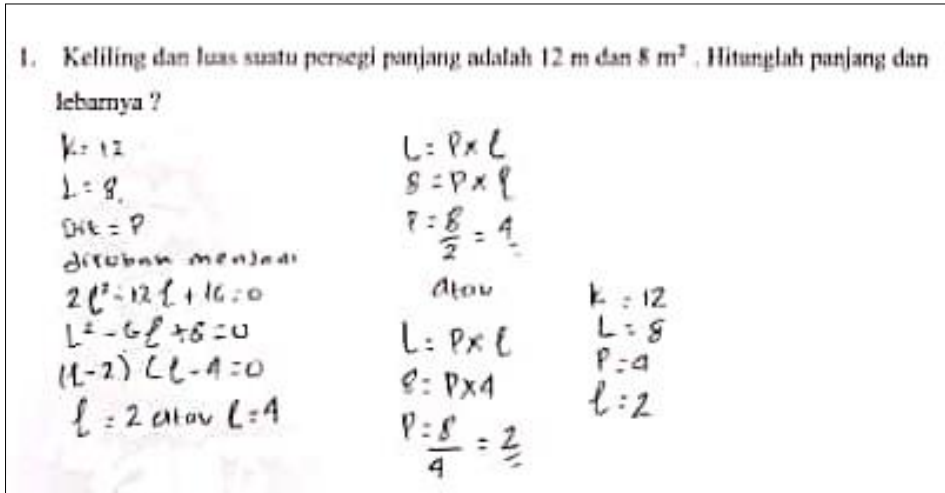 1. Keliling dan luas suatu persegi panjang adalah 12 m dan 8 m². Hitunglah panjang dan
lebarnya ?
K = 12
L = 8.
Dit = P
dirubah menjadi
2l² - 12l + 16 = 0
L² - 6l + 8 = 0
(l-2) (l-4 = 0
l = 2 atau l = 4
L = P x l
8 = P x l
P = 8/2 = 4
atau
L = P x l
8 = P x 4
P = 8/4 = 2
k = 12
L = 8
P = 4
l = 2